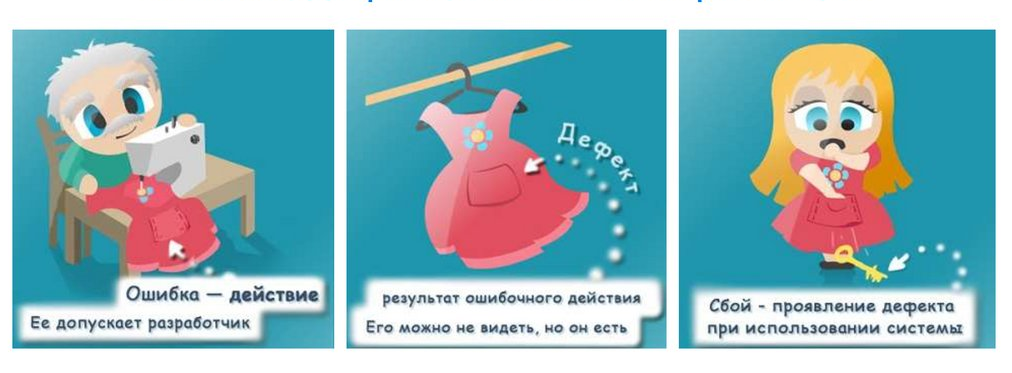 Ошибка — действие
Ее допускает разработчик
Дефект
результат ошибочного действия
Его можно не видеть, но он есть
Сбой - проявление дефекта
при использовании системы